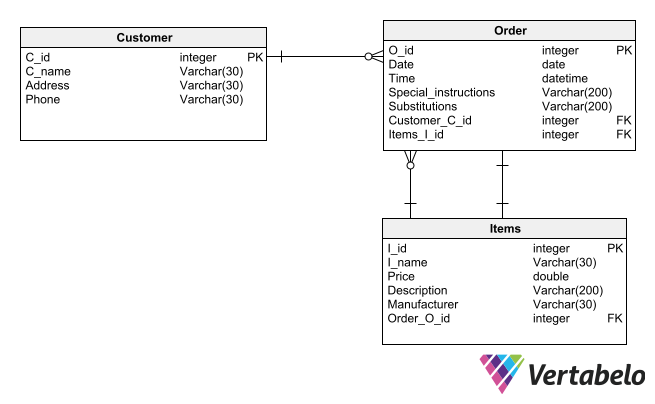 Customer
C_id integer PK
C_name Varchar(30)
Address Varchar(30)
Phone Varchar(30)
Order
O_id integer PK
Date date
Time datetime
Special_instructions Varchar(200)
Substitutions Varchar(200)
Customer_C_id integer FK
Items_I_id integer FK
Items
I_id integer PK
I_name Varchar(30)
Price double
Description Varchar(200)
Manufacturer Varchar(30)
Order_O_id integer FK
Vertabelo